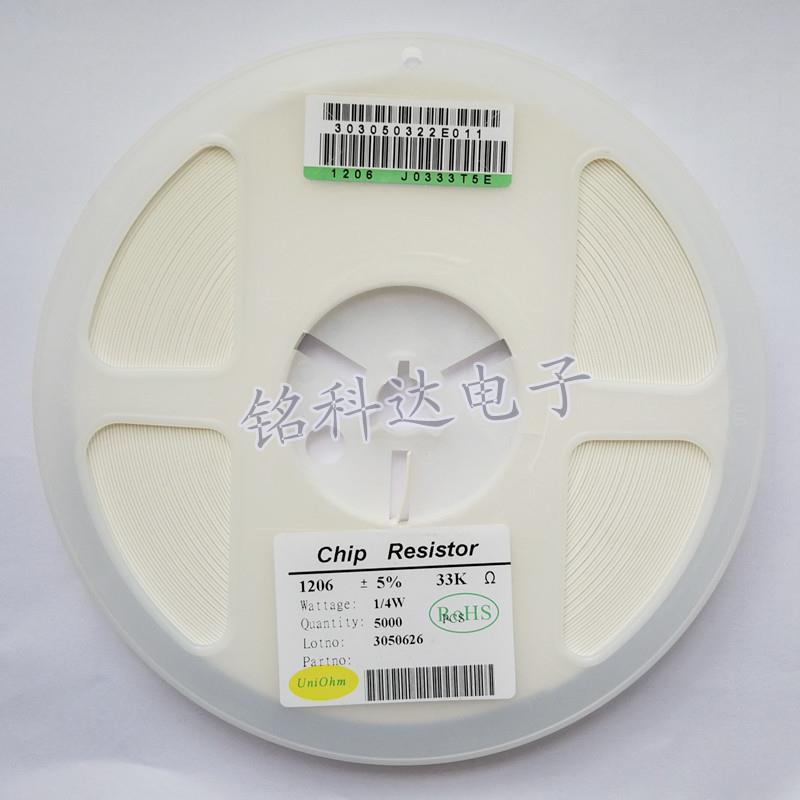 303050322E011
1206 J0333T5E
铭科达电子
Chip Resistor
1206 ± 5% 33K Ω
Wattage: 1/4W
Quantity: 5000 PCS
RoHS
Lotno: 3050626
Partno:
UniOhm